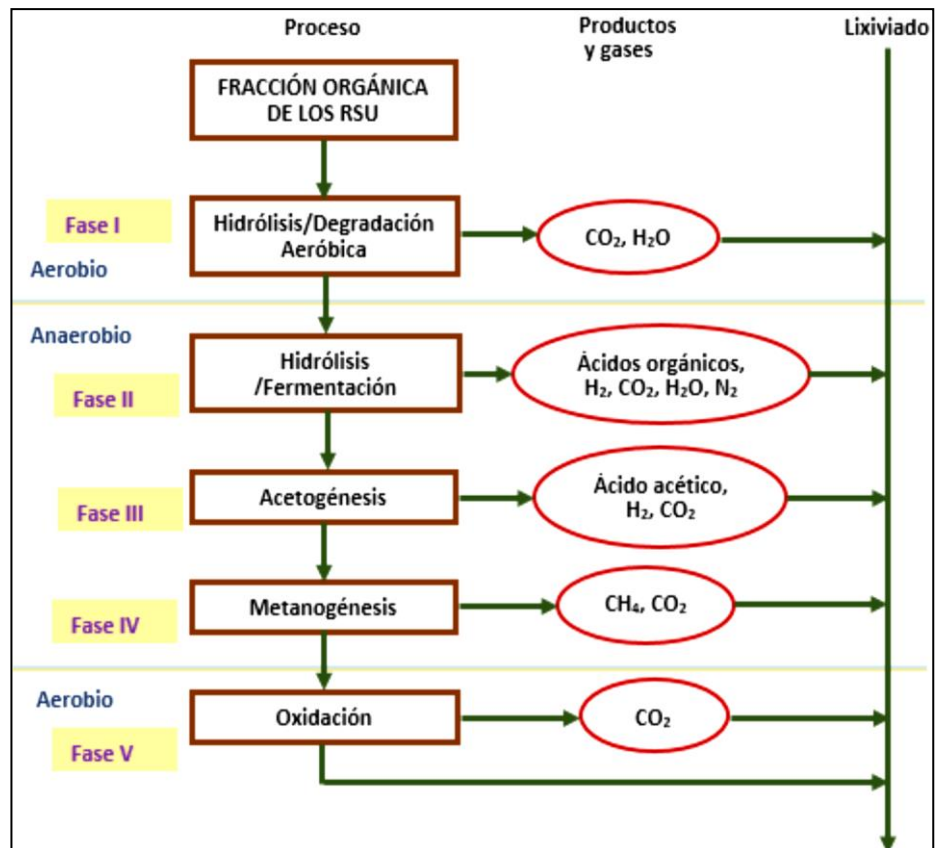 Proceso
Productos
y gases
Lixiviado
FRACCIÓN ORGÁNICA
DE LOS RSU
Fase I
Aerobio
Hidrólisis/Degradación
Aeróbica
CO₂, H₂O
Anaerobio
Fase II
Hidrólisis
/Fermentación
Ácidos orgánicos,
H₂, CO₂, H₂O, N₂
Fase III
Acetogénesis
Ácido acético,
H₂, CO₂
Fase IV
Metanogénesis
CH₄, CO₂
Aerobio
Fase V
Oxidación
CO₂